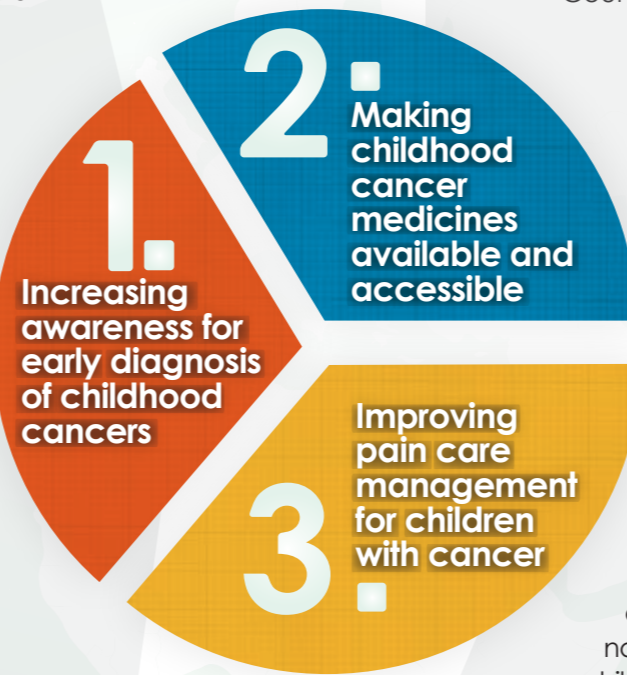 1.
Increasing
awareness for
early diagnosis
of childhood
cancers
2.
Making
childhood
cancer
medicines
available and
accessible
3.
Improving
pain care
management
for children
with cancer